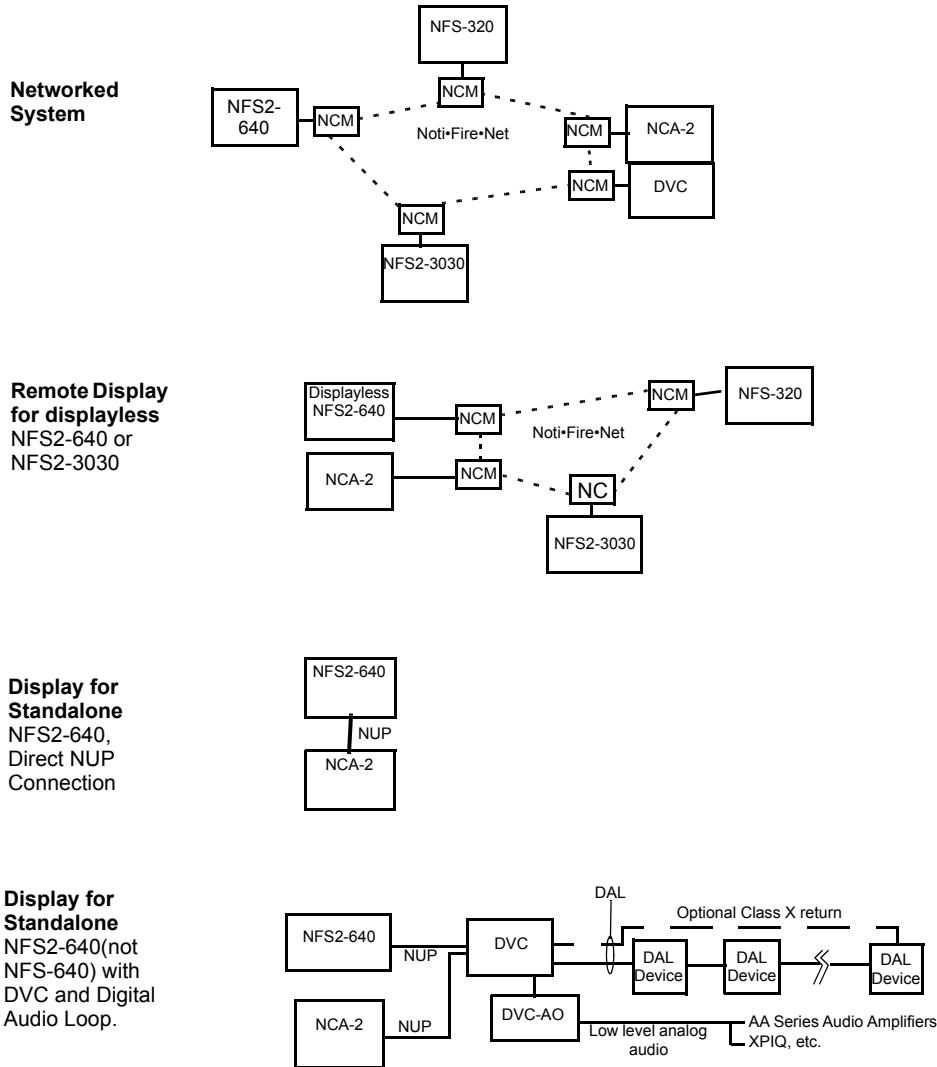 Networked
System
NFS-320
NCM
NFS2-
640
NCM
Noti•Fire•Net
NCM
NCA-2
NCM
DVC
NCM
NFS2-3030
Remote Display
for displayless
NFS2-640 or
NFS2-3030
Displayless
NFS2-640
NCM
NCM
NFS-320
Noti•Fire•Net
NCA-2
NCM
NC
NFS2-3030
Display for
Standalone
NFS2-640,
Direct NUP
Connection
NFS2-640
NUP
NCA-2
Display for
Standalone
NFS2-640(not
NFS-640) with
DVC and Digital
Audio Loop.
DAL
Optional Class X return
NFS2-640
NUP
DVC
DAL
Device
DAL
Device
DAL
Device
NCA-2
NUP
DVC-AO
Low level analog
audio
AA Series Audio Amplifiers
XPIQ, etc.